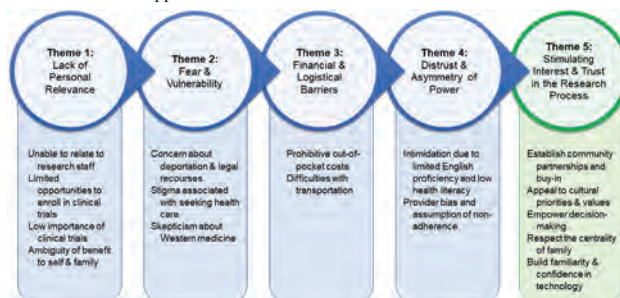 Theme 1:
Lack of
Personal
Relevance
Unable to relate to
research staff
Limited
opportunities to
enroll in clinical
trials
Low importance of
clinical trials
Ambiguity of benefit
to self & family
Theme 2:
Fear &
Vulnerability
Concern about
deportation & legal
recourses.
Stigma associated
with seeking health
care
Skepticism about
Western medicine
Theme 3:
Financial &
Logistical
Barriers
Prohibitive out-of-
pocket costs
Difficulties with
transportation
Theme 4:
Distrust &
Asymmetry of
Power
Intimidation due to
limited English
proficiency and low
health literacy
Provider bias and
assumption of non-
adherence
Theme 5:
Stimulating
Interest & Trust
in the Research
Process
Establish community
partnerships and
buy-in
Appeal to cultural
priorities & values
Empower decision-
making
Respect the centrality
of family
Build familiarity &
confidence in
technology